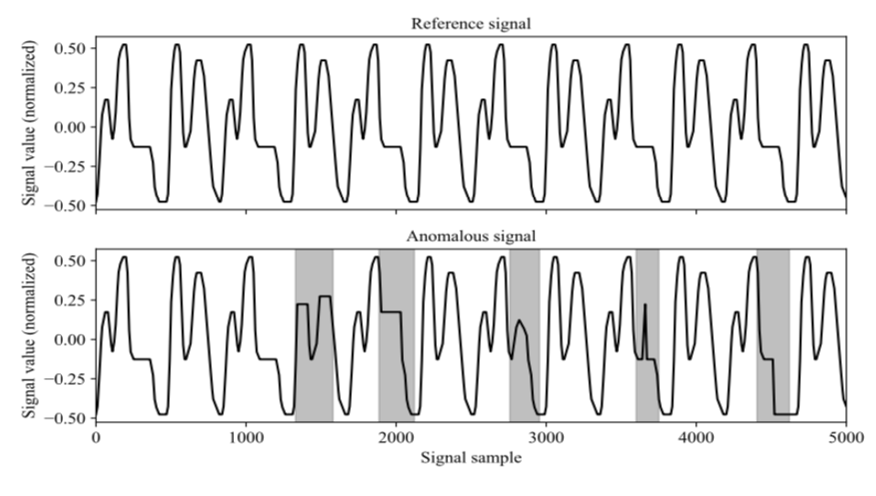 Reference signal
Signal value (normalized)
0.50
0.25
0.00
−0.25
−0.50
Anomalous signal
Signal value (normalized)
0.50
0.25
0.00
−0.25
−0.50
0 1000 2000 3000 4000 5000
Signal sample